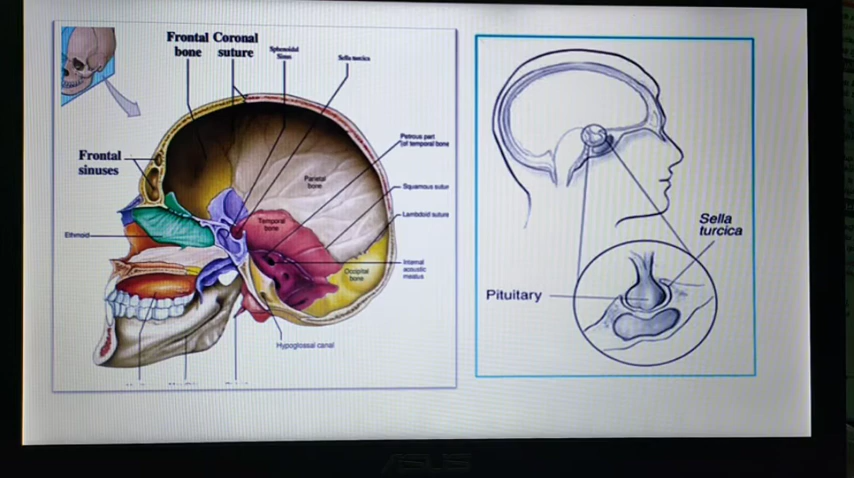 Frontal
bone
Coronal
suture
Sphenoidal
Sinus
Sella turcica
Petrous part
of temporal bone
Frontal
sinuses
Parietal
bone
Squamous sutur
Lambdoid suture
Temporal
bone
Ethmoid
Internal
acoustic
meatus
Occipital
bone
Hypoglossal canal
Sella
turcica
Pituitary
ASUS